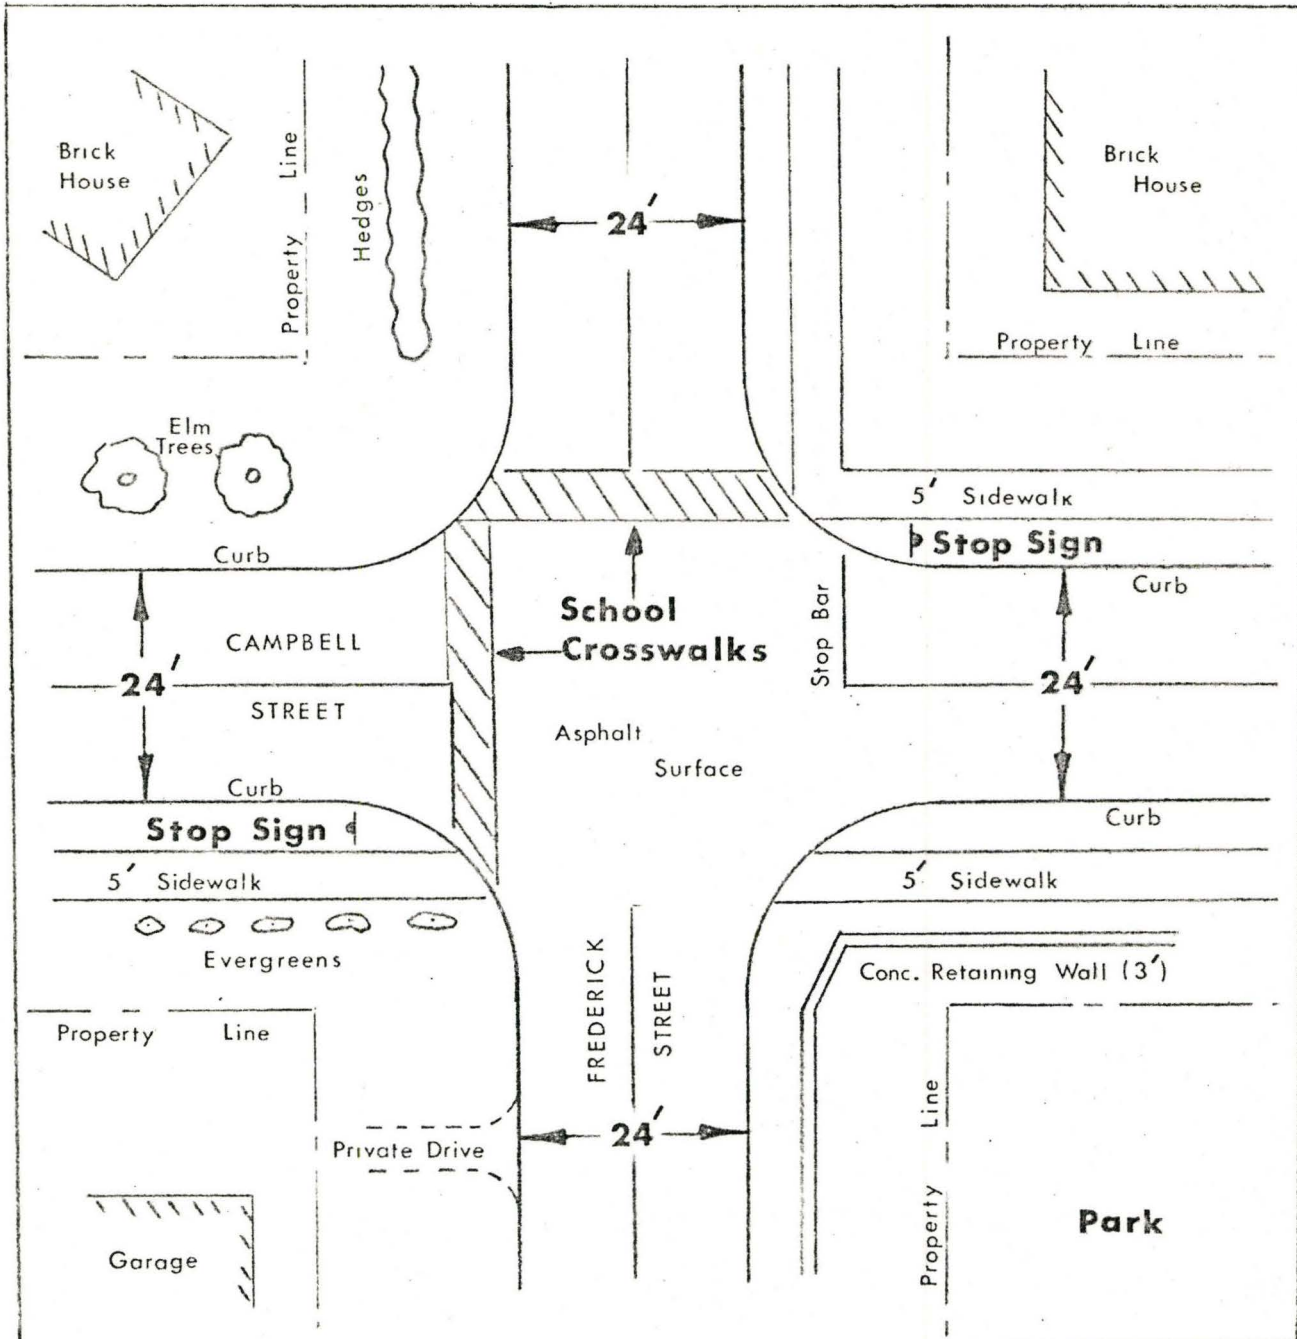 Brick
House
Property Line
Hedges
24'
Brick
House
Property Line
Elm
Trees
5' Sidewalk
Stop Sign
Curb
Curb
School
Crosswalks
Stop Bar
CAMPBELL
24'
24'
STREET
Asphalt
Surface
Curb
Curb
Stop Sign
5' Sidewalk
5' Sidewalk
Evergreens
Conc. Retaining Wall (3')
FREDERICK
STREET
Property Line
Private Drive
24'
Property Line
Park
Garage